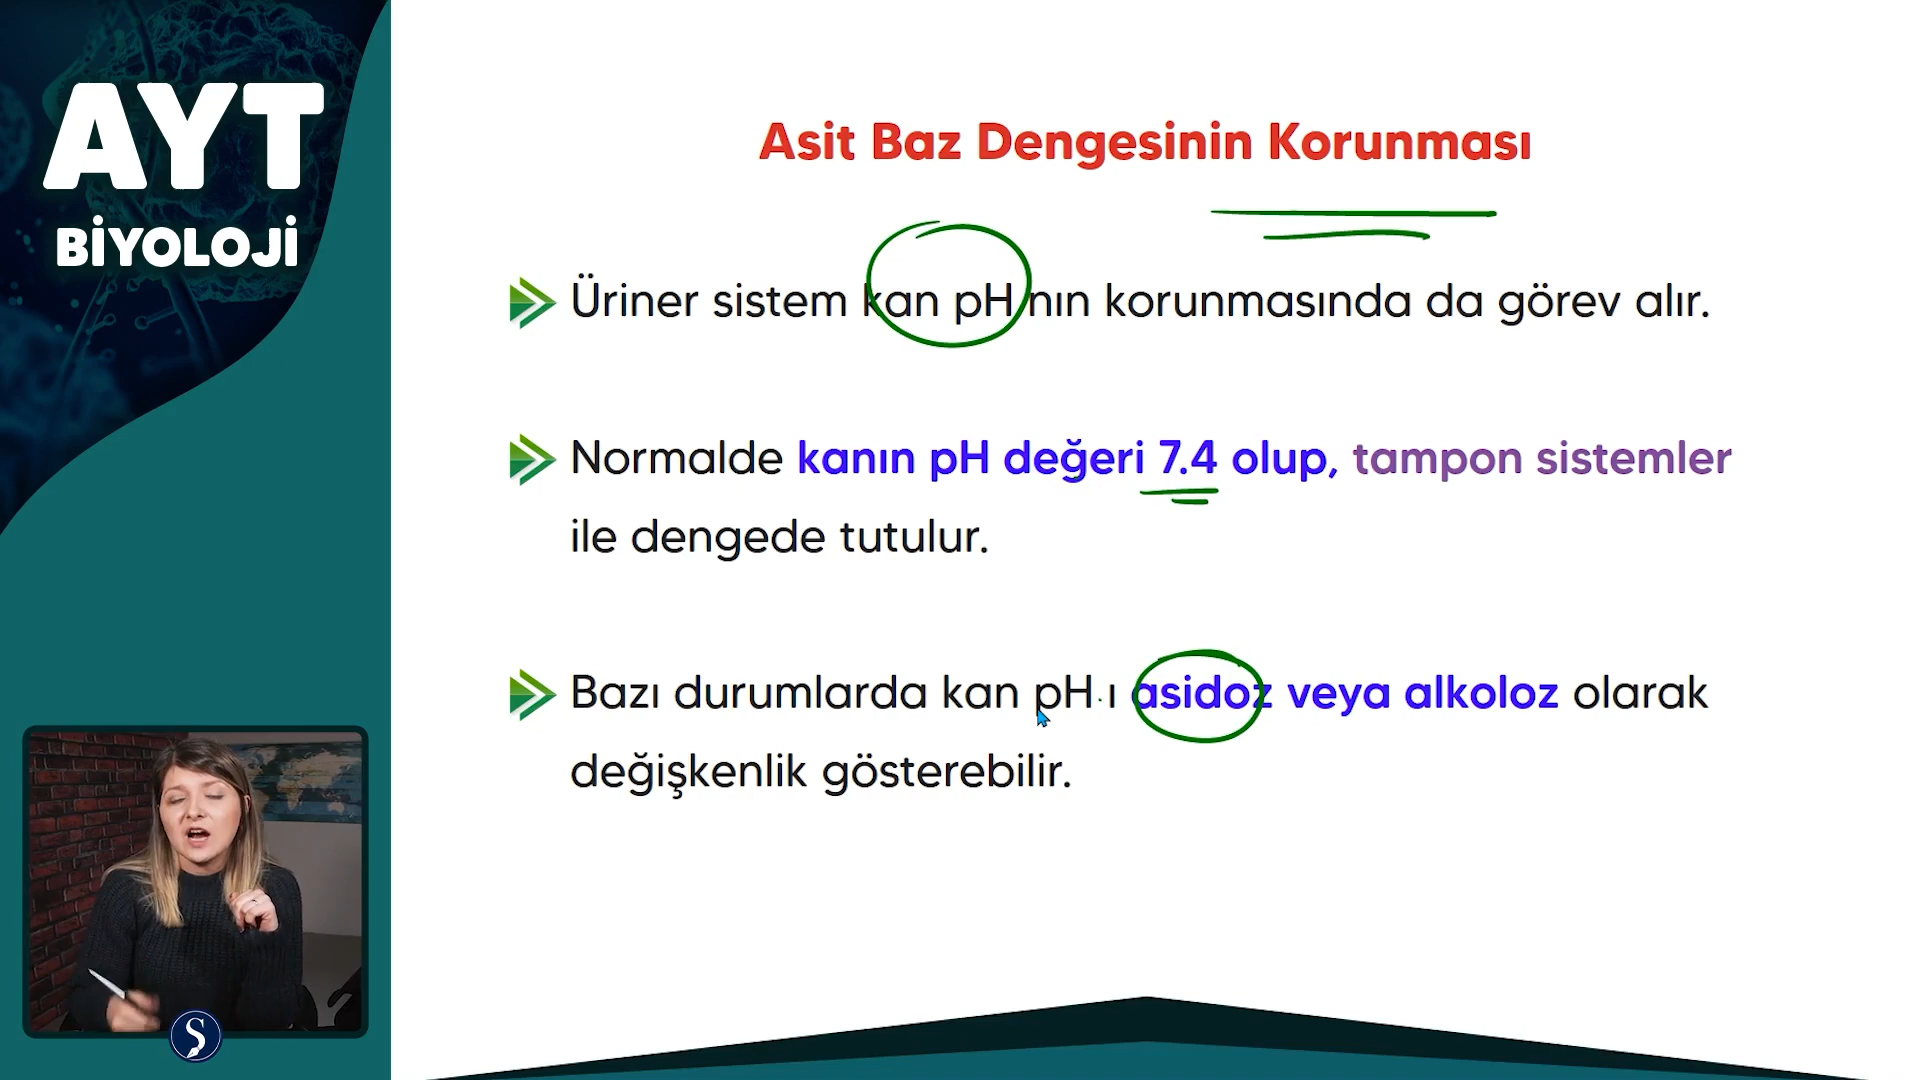 AYT
BİYOLOJİ
Asit Baz Dengesinin Korunması
Üriner sistem kan pH nın korunmasında da görev alır.
Normalde kanın pH değeri 7.4 olup, tampon sistemler
ile dengede tutulur.
Bazı durumlarda kan pH ı asidoz veya alkoloz olarak
değişkenlik gösterebilir.
Ş